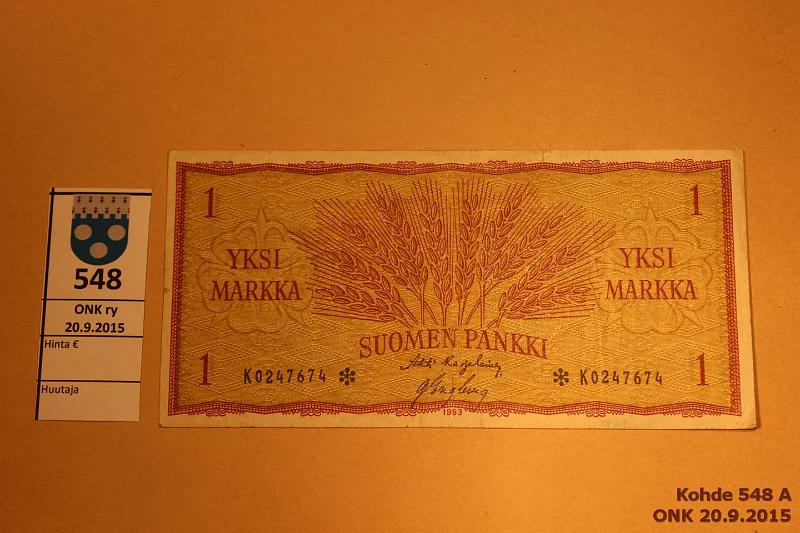 548
ONK ry
20.9.2015
Hinta €
Huutaja
1 1
YKSI MARKKA
YKSI MARKKA
SUOMEN PANKKI
1 K0247674 * * K0247674 1
1963
Kohde 548 A
ONK 20.9.2015